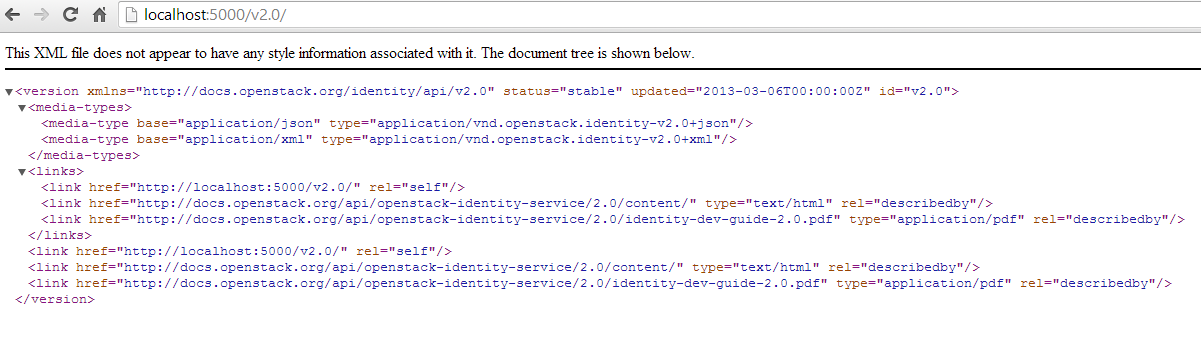 localhost:5000/v2.0/
This XML file does not appear to have any style information associated with it. The document tree is shown below.
▼<version xmlns="http://docs.openstack.org/identity/api/v2.0" status="stable" updated="2013-03-06T00:00:00Z" id="v2.0">
▼<media-types>
<media-type base="application/json" type="application/vnd.openstack.identity-v2.0+json"/>
<media-type base="application/xml" type="application/vnd.openstack.identity-v2.0+xml"/>
</media-types>
▼<links>
<link href="http://localhost:5000/v2.0/" rel="self"/>
<link href="http://docs.openstack.org/api/openstack-identity-service/2.0/content/" type="text/html" rel="describedby"/>
<link href="http://docs.openstack.org/api/openstack-identity-service/2.0/identity-dev-guide-2.0.pdf" type="application/pdf" rel="describedby"/>
</links>
<link href="http://localhost:5000/v2.0/" rel="self"/>
<link href="http://docs.openstack.org/api/openstack-identity-service/2.0/content/" type="text/html" rel="describedby"/>
<link href="http://docs.openstack.org/api/openstack-identity-service/2.0/identity-dev-guide-2.0.pdf" type="application/pdf" rel="describedby"/>
</version>